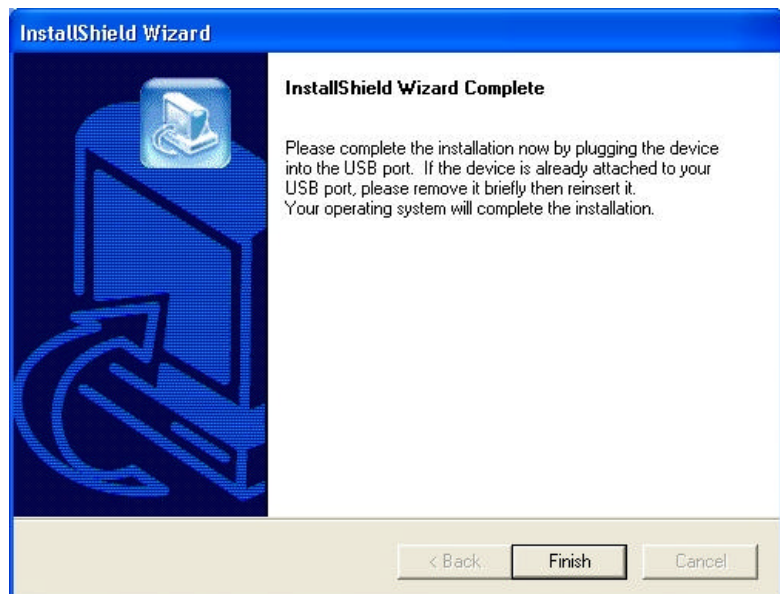 InstallShield Wizard
InstallShield Wizard Complete
Please complete the installation now by plugging the device
into the USB port.  If the device is already attached to your
USB port, please remove it briefly then reinsert it.
Your operating system will complete the installation.
< Back
Finish
Cancel